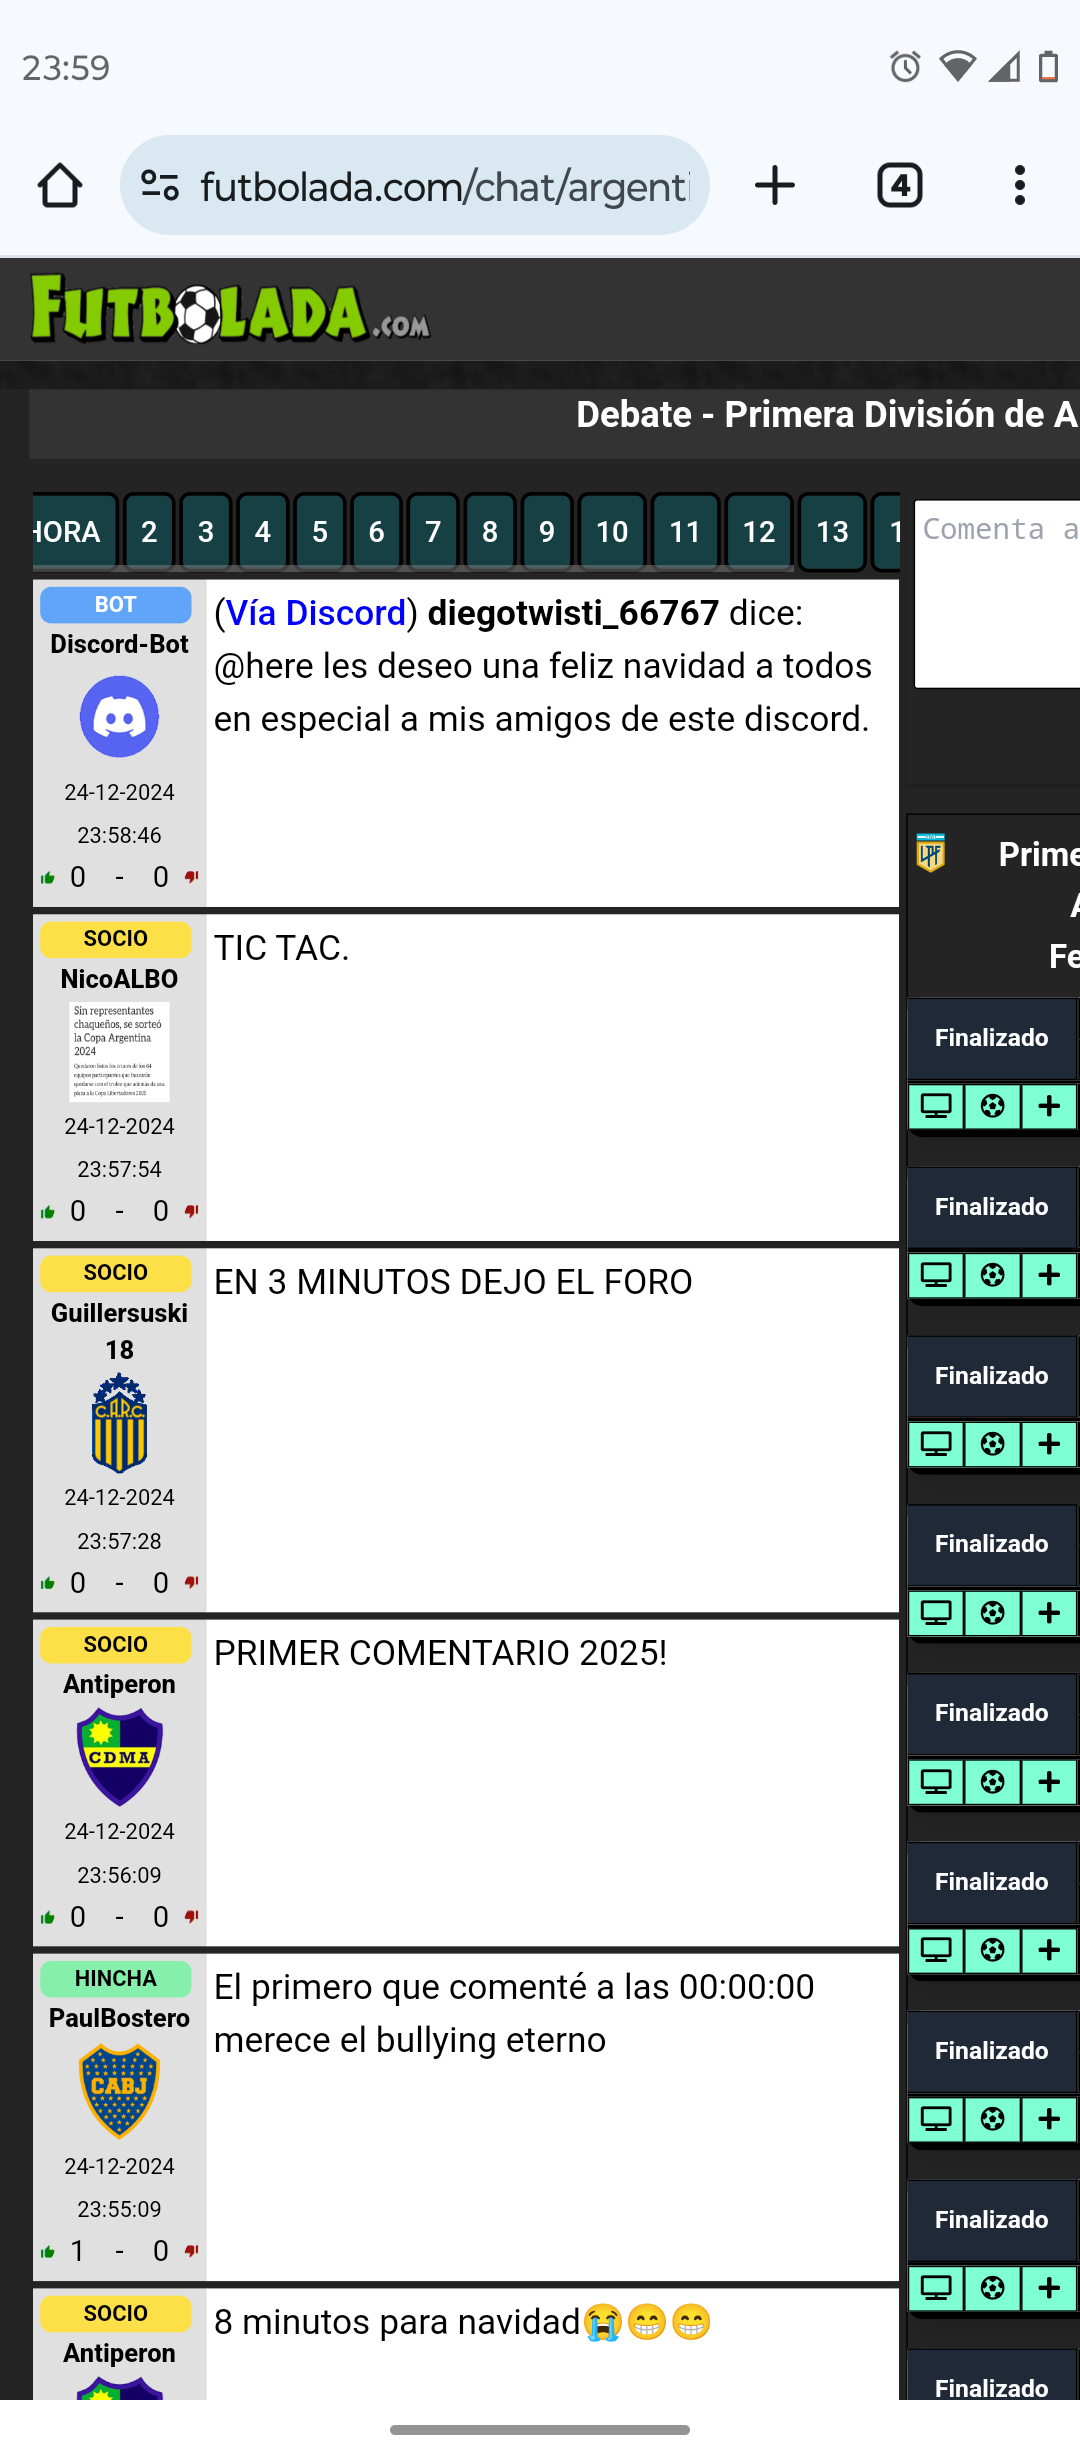 23:59
futbolada.com/chat/argenti
4
FUTBOLADA.COM
Debate - Primera División de A
HORA 2 3 4 5 6 7 8 9 10 11 12 13 1
Comenta a
BOT
Discord-Bot
24-12-2024
23:58:46
0 - 0
(Vía Discord) diegotwisti_66767 dice:
@here les deseo una feliz navidad a todos
en especial a mis amigos de este discord.
SOCIO
NicoALBO
Sin representantes
chaqueños, se sorteó
la Copa Argentina
2024
24-12-2024
23:57:54
0 - 0
TIC TAC.
SOCIO
Guillersuski
18
C.A.R.C.
24-12-2024
23:57:28
0 - 0
EN 3 MINUTOS DEJO EL FORO
SOCIO
Antiperon
CDMA
24-12-2024
23:56:09
0 - 0
PRIMER COMENTARIO 2025!
HINCHA
PaulBostero
CABJ
24-12-2024
23:55:09
1 - 0
El primero que comenté a las 00:00:00
merece el bullying eterno
SOCIO
Antiperon
8 minutos para navidad😭😁😁
LPF
Prime
A
Fe
Finalizado
Finalizado
Finalizado
Finalizado
Finalizado
Finalizado
Finalizado
Finalizado
Finalizado